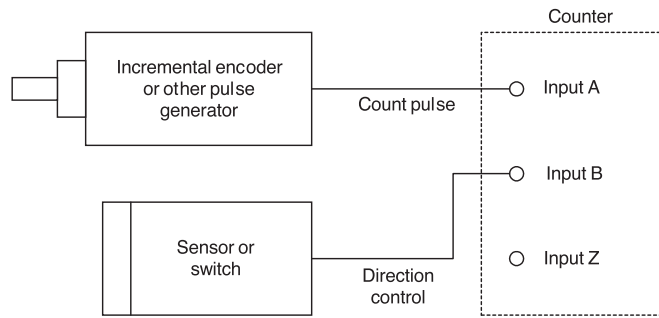 Counter
Incremental encoder
or other pulse
generator
Count pulse
Input A
Input B
Sensor or
switch
Direction
control
Input Z